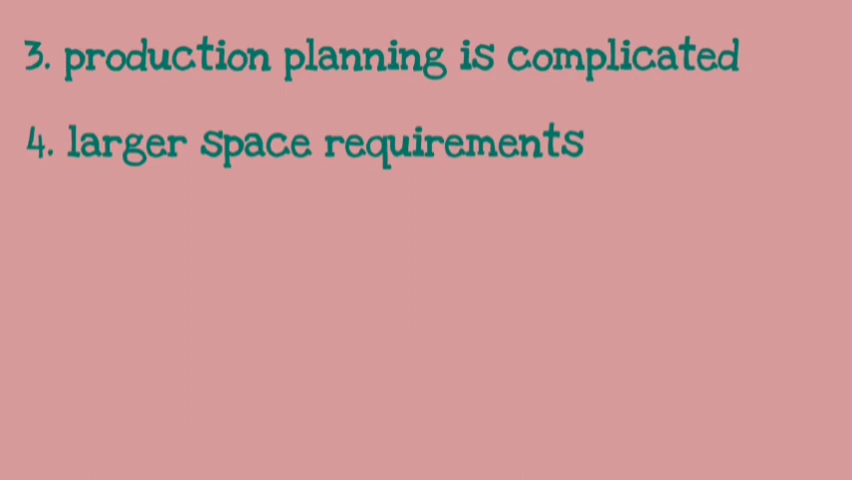 3. production planning is complicated
4. larger space requirements